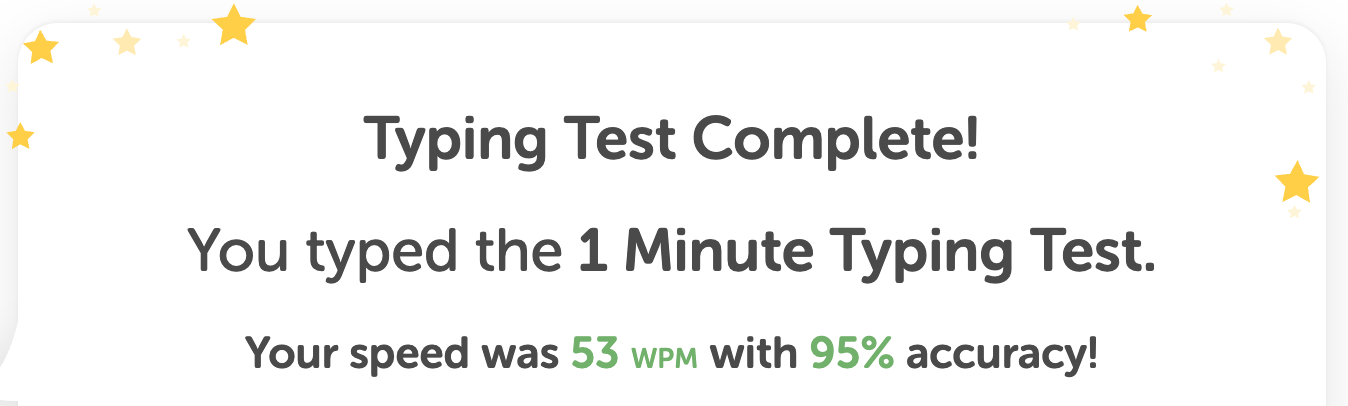 Typing Test Complete!
You typed the 1 Minute Typing Test.
Your speed was 53 WPM with 95% accuracy!